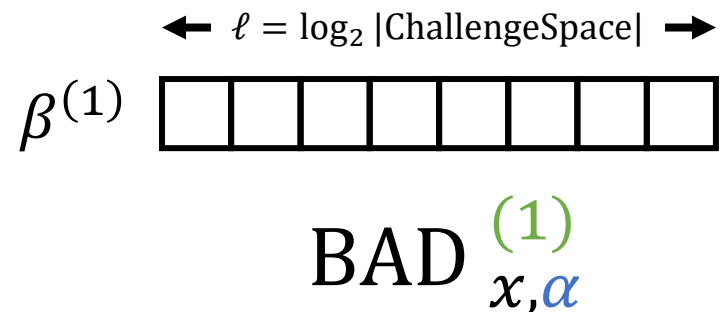 ℓ = log₂ |ChallengeSpace|
β⁽¹⁾
BAD⁽¹⁾ₓ,α